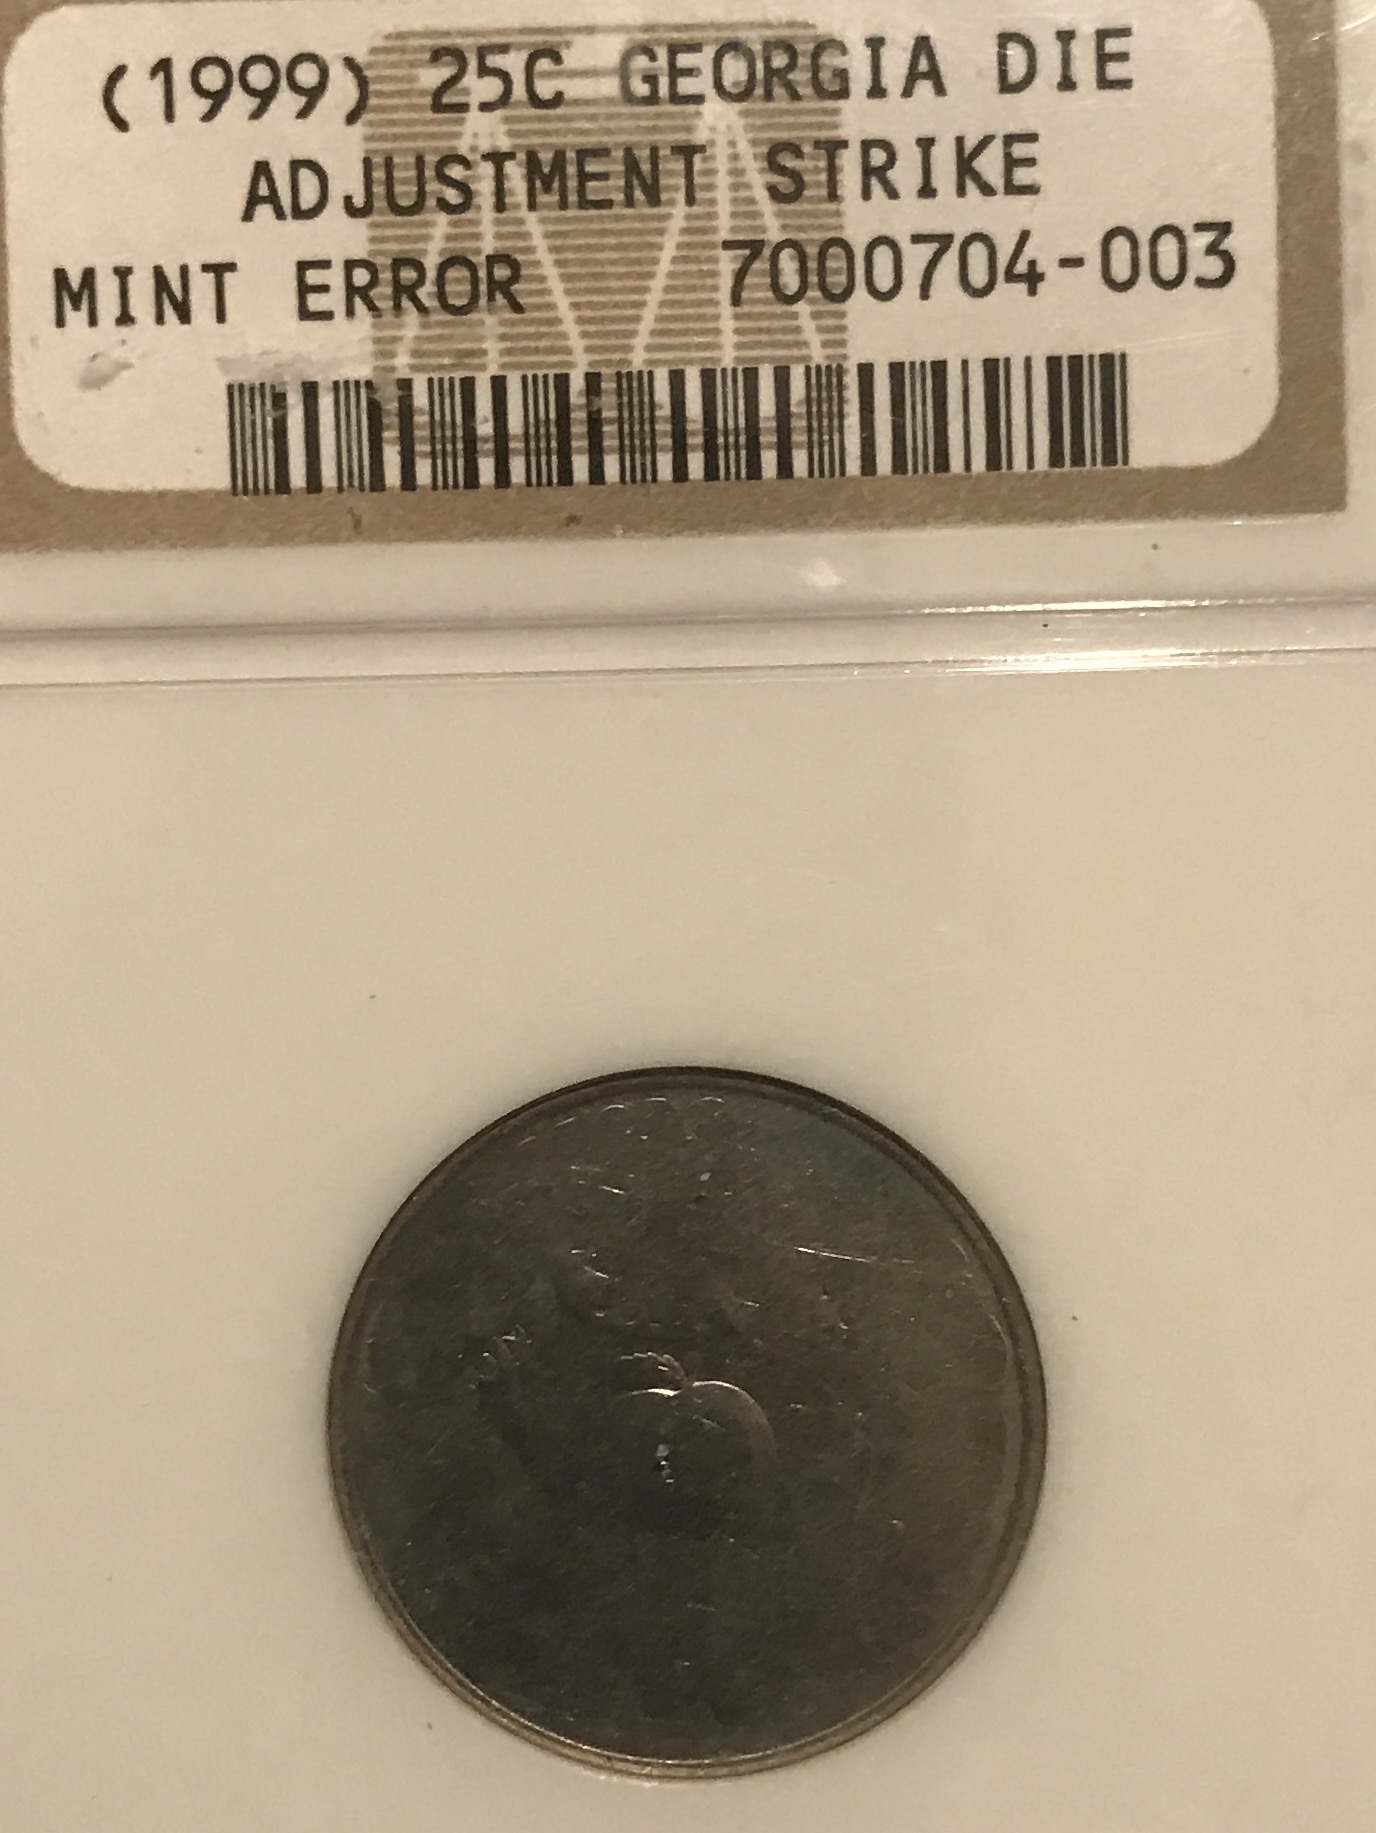 (1999) 25C GEORGIA DIE
ADJUSTMENT STRIKE
MINT ERROR 7000704-003